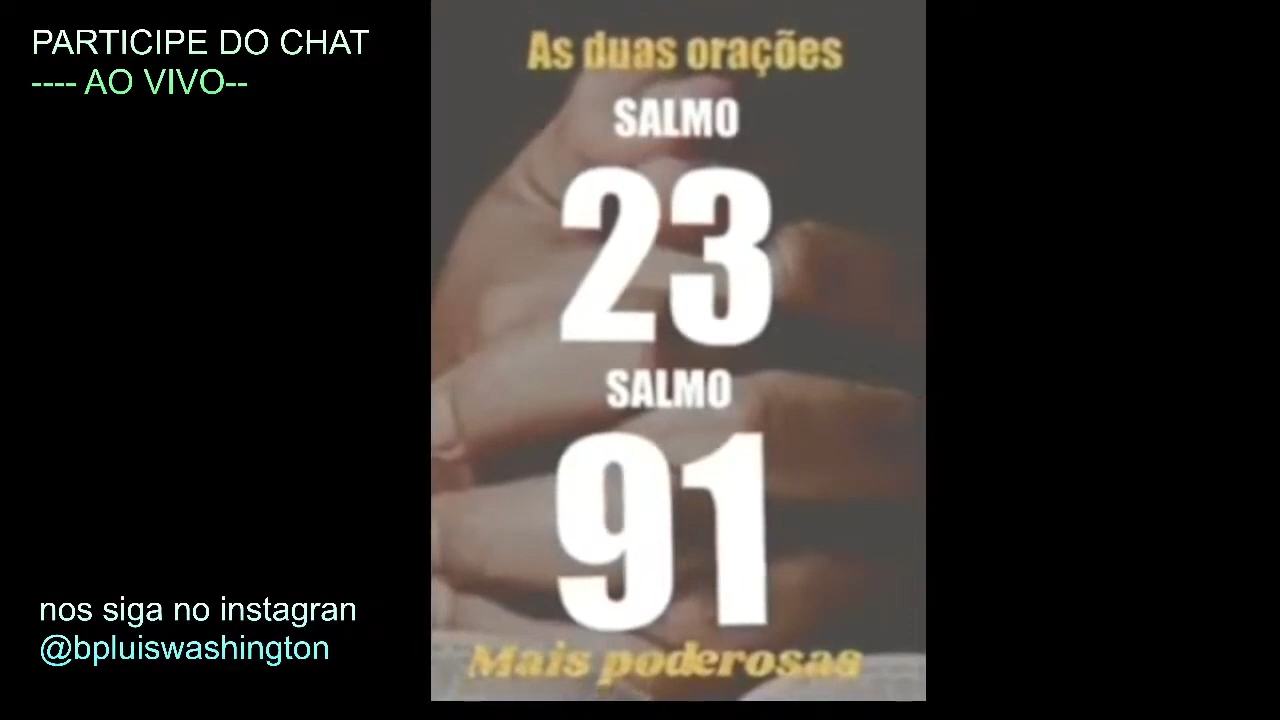 PARTICIPE DO CHAT
---- AO VIVO--
As duas orações
SALMO
23
SALMO
91
Mais poderosas
nos siga no instagran
@bpluiswashington